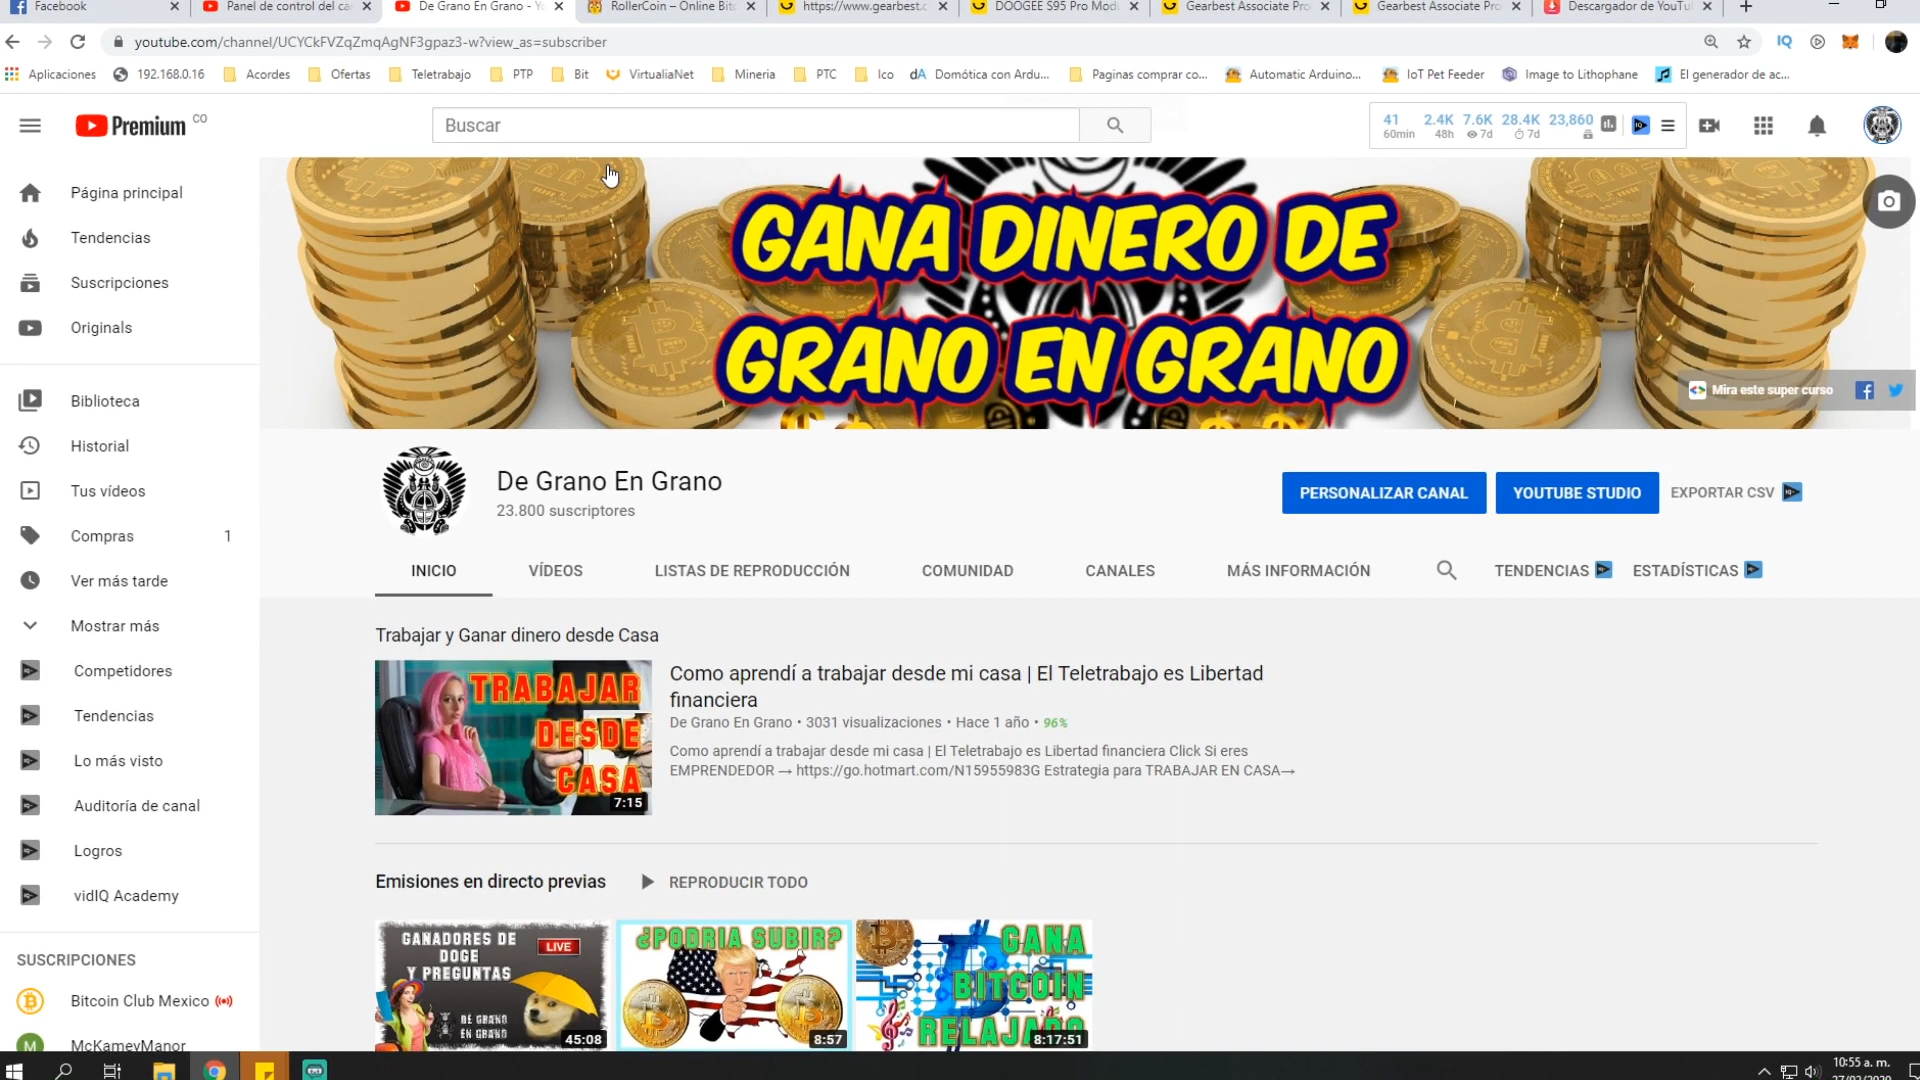 Facebook
Panel de control del ca
De Grano En Grano - Yo
RollerCoin – Online Bitc
https://www.gearbest.c
DOOGEE S95 Pro Modu
Gearbest Associate Pro
Gearbest Associate Pro
Descargador de YouTu
youtube.com/channel/UCYCkFVZqZmqAgNF3gpaz3-w?view_as=subscriber
IQ
Aplicaciones
192.168.0.16
Acordes
Ofertas
Teletrabajo
PTP
Bit
VirtualiaNet
Mineria
PTC
Ico
dA Domótica con Ardu...
Paginas comprar co...
Automatic Arduino...
IoT Pet Feeder
Image to Lithophane
El generador de ac...
Premium CO
Buscar
41 2.4K 7.6K 28.4K 23,860
60min 48h 7d 7d
Página principal
Tendencias
Suscripciones
Originals
Biblioteca
Historial
Tus vídeos
Compras 1
Ver más tarde
Mostrar más
Competidores
Tendencias
Lo más visto
Auditoría de canal
Logros
vidIQ Academy
SUSCRIPCIONES
Bitcoin Club Mexico
M McKameyManor
GANA DINERO DE
GRANO EN GRANO
Mira este super curso
De Grano En Grano
23.800 suscriptores
PERSONALIZAR CANAL
YOUTUBE STUDIO
EXPORTAR CSV
INICIO
VÍDEOS
LISTAS DE REPRODUCCIÓN
COMUNIDAD
CANALES
MÁS INFORMACIÓN
TENDENCIAS
ESTADÍSTICAS
Trabajar y Ganar dinero desde Casa
TRABAJAR
DESDE
CASA
7:15
Como aprendí a trabajar desde mi casa | El Teletrabajo es Libertad
financiera
De Grano En Grano • 3031 visualizaciones • Hace 1 año • 96%
Como aprendí a trabajar desde mi casa | El Teletrabajo es Libertad financiera Click Si eres
EMPRENDEDOR → https://go.hotmart.com/N15955983G Estrategia para TRABAJAR EN CASA→
Emisiones en directo previas
REPRODUCIR TODO
GANADORES DE
DOGE
Y PREGUNTAS
LIVE
DE GRANO
EN GRANO
45:08
¿PODRIA SUBIR?
8:57
GANA
BITCOIN
RELAJADO
8:17:51
10:55 a. m.
27/02/2020